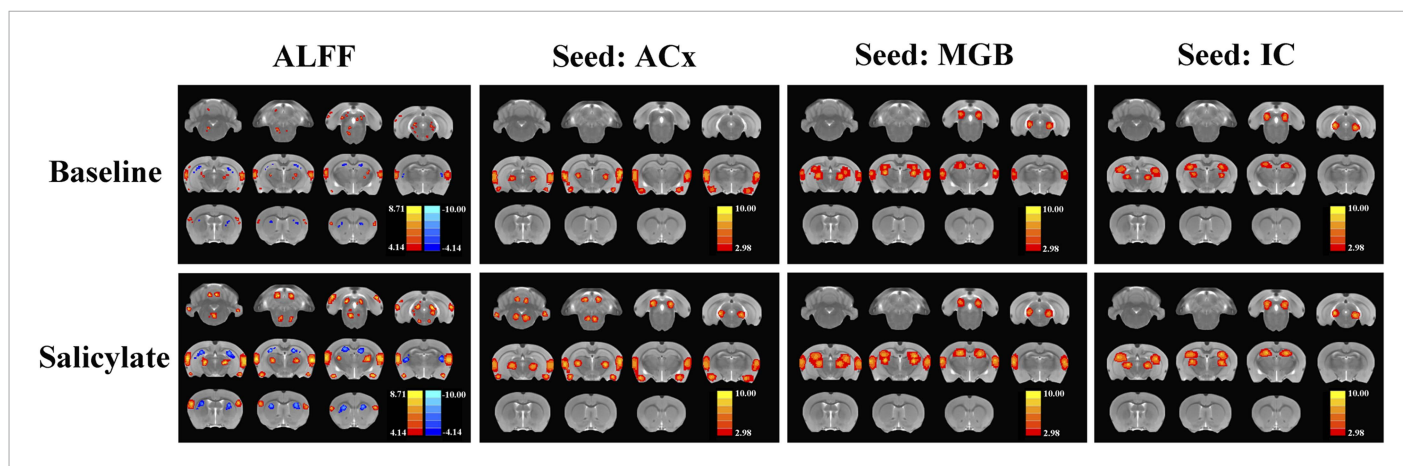 ALFF Seed: ACx Seed: MGB Seed: IC
Baseline
8.71 -10.00 10.00 10.00 10.00
4.14 -4.14 2.98 2.98 2.98
Salicylate
8.71 -10.00 10.00 10.00 10.00
4.14 -4.14 2.98 2.98 2.98